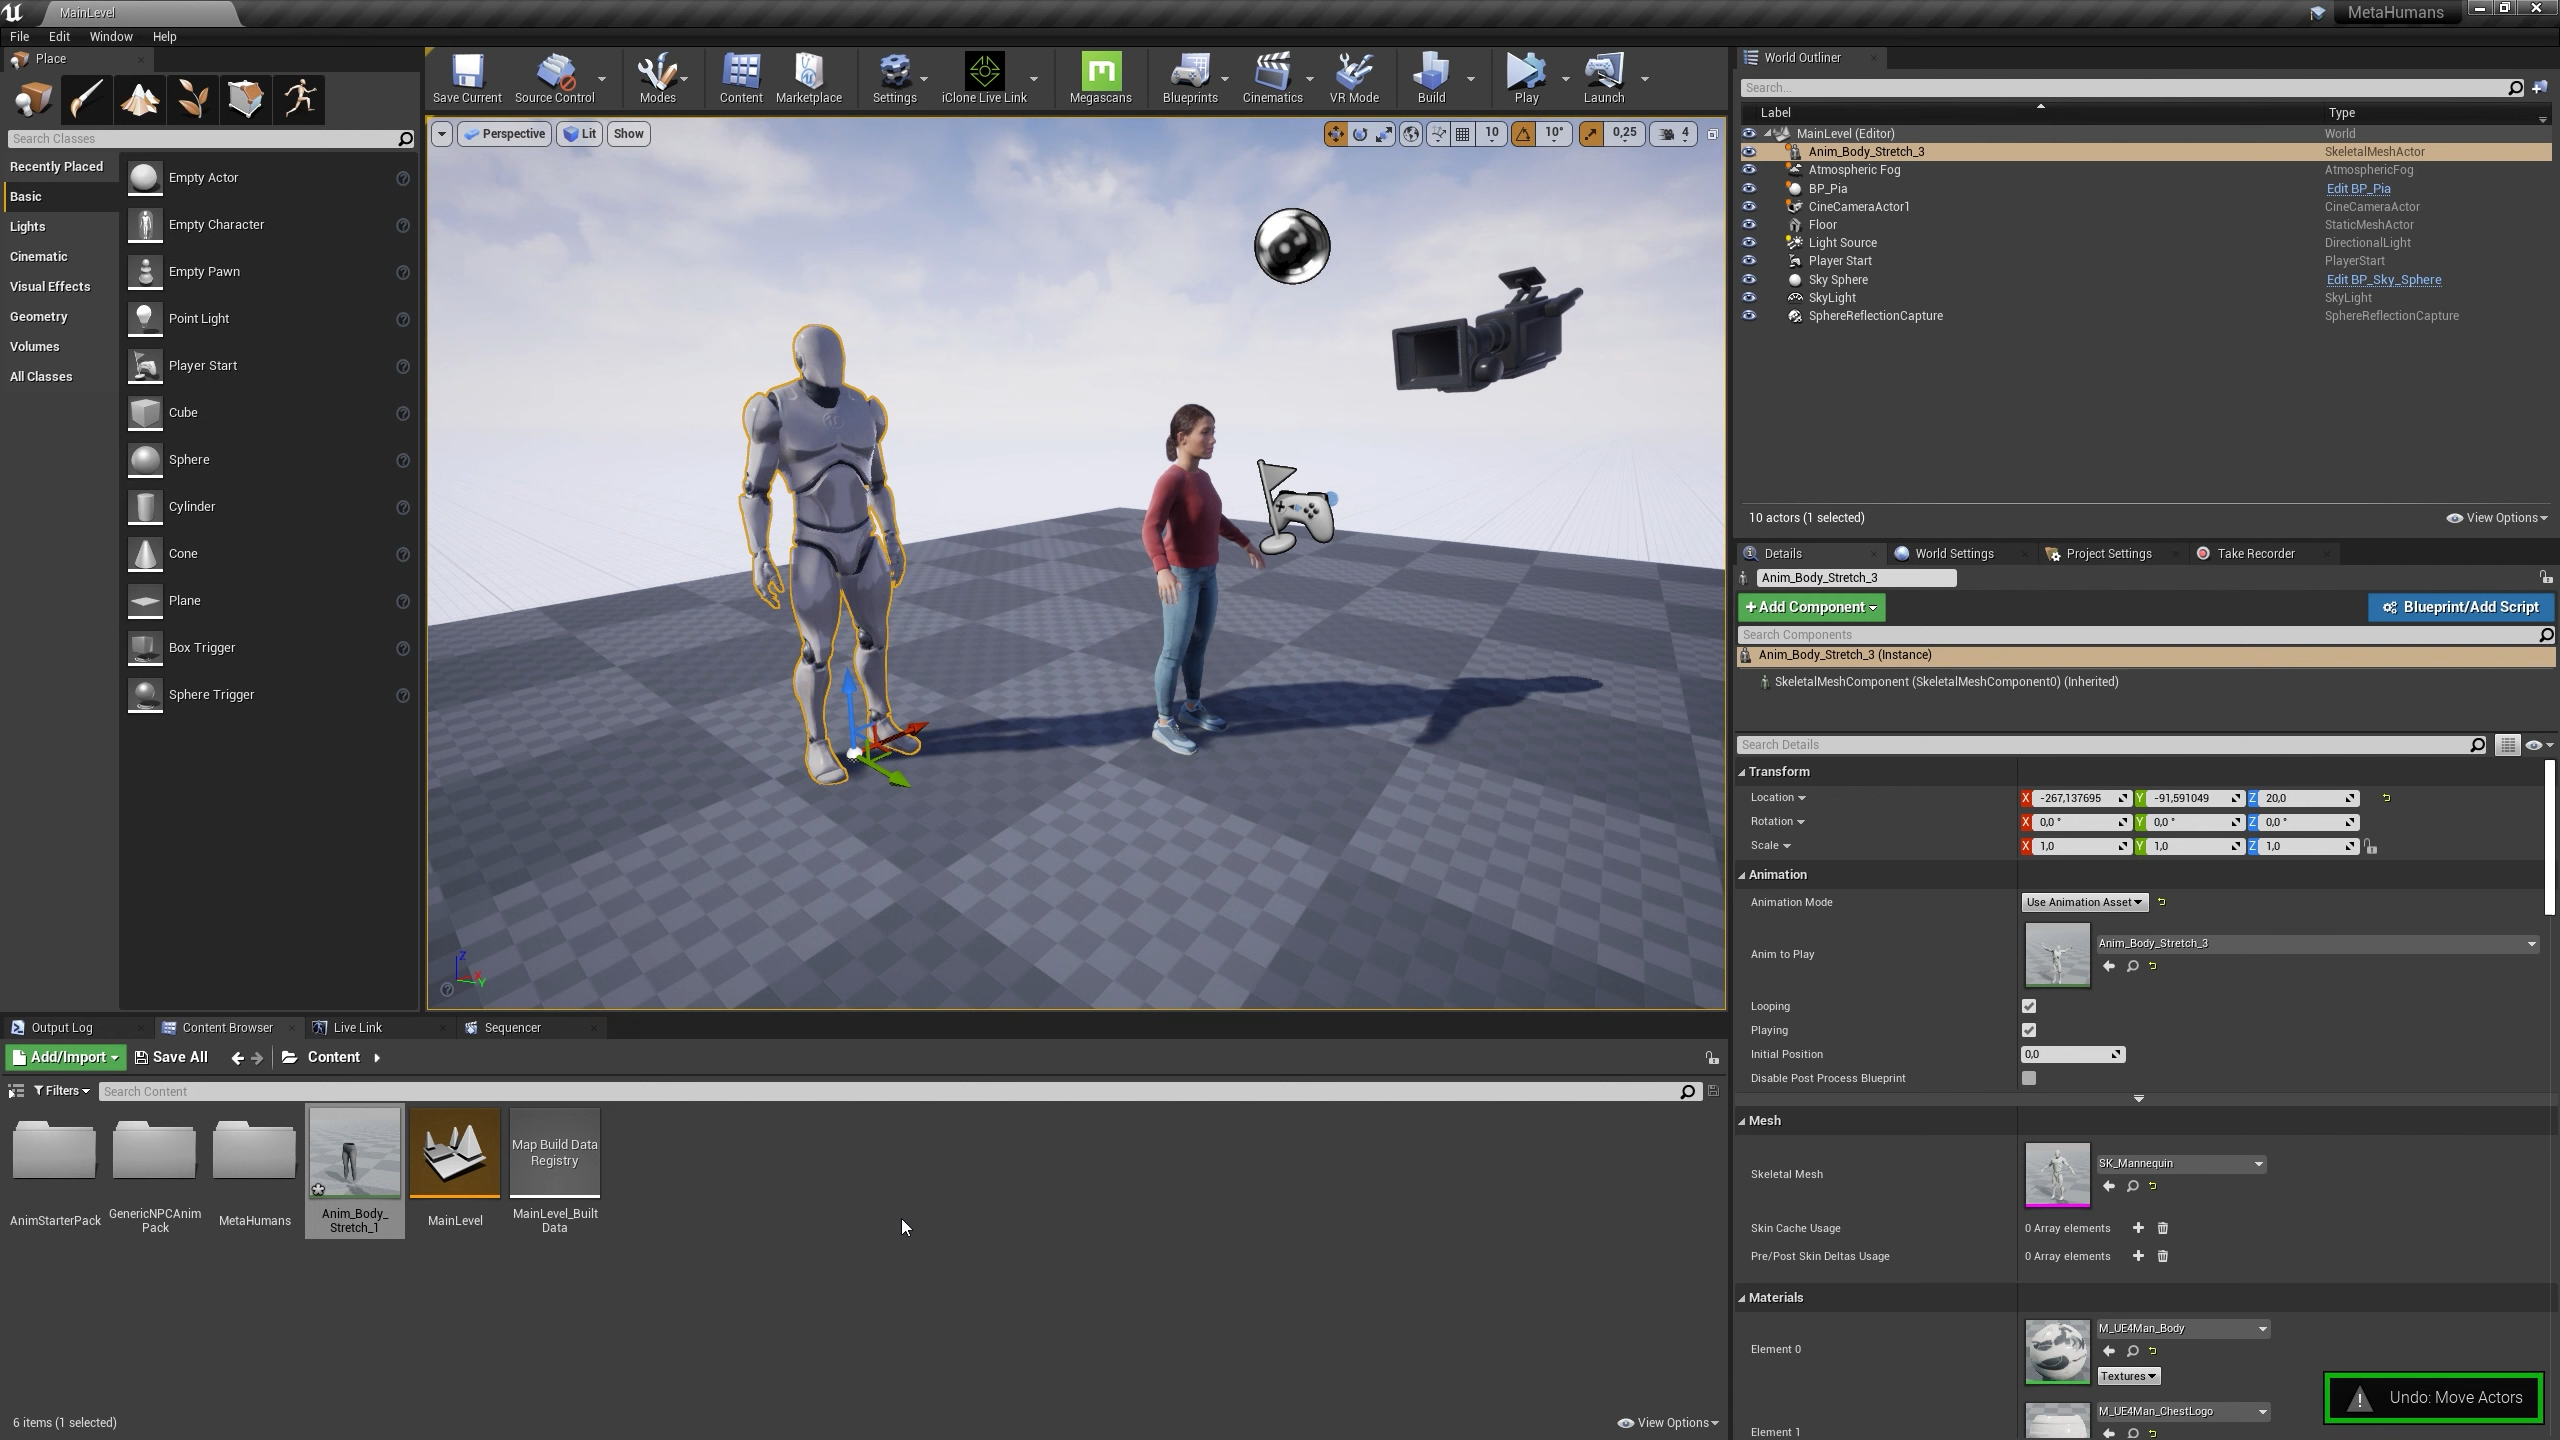 MainLevel
MetaHumans
File Edit Window Help
Place
Search Classes
Recently Placed
Basic
Lights
Cinematic
Visual Effects
Geometry
Volumes
All Classes
Empty Actor
Empty Character
Empty Pawn
Point Light
Player Start
Cube
Sphere
Cylinder
Cone
Plane
Box Trigger
Sphere Trigger
Save Current Source Control Modes Content Marketplace Settings iClone Live Link Megascans Blueprints Cinematics VR Mode Build Play Launch
Perspective Lit Show 10 10° 0,25 4
World Outliner
Search...
Label Type
MainLevel (Editor) World
Anim_Body_Stretch_3 SkeletalMeshActor
Atmospheric Fog AtmosphericFog
BP_Pia Edit BP_Pia
CineCameraActor1 CineCameraActor
Floor StaticMeshActor
Light Source DirectionalLight
Player Start PlayerStart
Sky Sphere Edit BP_Sky_Sphere
SkyLight SkyLight
SphereReflectionCapture SphereReflectionCapture
10 actors (1 selected) View Options
Details World Settings Project Settings Take Recorder
Anim_Body_Stretch_3
+Add Component Blueprint/Add Script
Search Components
Anim_Body_Stretch_3 (Instance)
SkeletalMeshComponent (SkeletalMeshComponent0) (Inherited)
Search Details
Transform
Location X -267,137695 Y -91,591049 Z 20,0
Rotation X 0,0 ° Y 0,0 ° Z 0,0 °
Scale X 1,0 Y 1,0 Z 1,0
Animation
Animation Mode Use Animation Asset
Anim to Play Anim_Body_Stretch_3
Looping
Playing
Initial Position 0,0
Disable Post Process Blueprint
Mesh
Skeletal Mesh SK_Mannequin
Skin Cache Usage 0 Array elements
Pre/Post Skin Deltas Usage 0 Array elements
Materials
Element 0 M_UE4Man_Body
Textures
Element 1 M_UE4Man_ChestLogo
Undo: Move Actors
Z X Y
Output Log Content Browser Live Link Sequencer
Add/Import Save All Content
Filters Search Content
AnimStarterPack
GenericNPCAnim
Pack
MetaHumans
Anim_Body_
Stretch_1
MainLevel
Map Build Data
Registry
MainLevel_Built
Data
6 items (1 selected) View Options